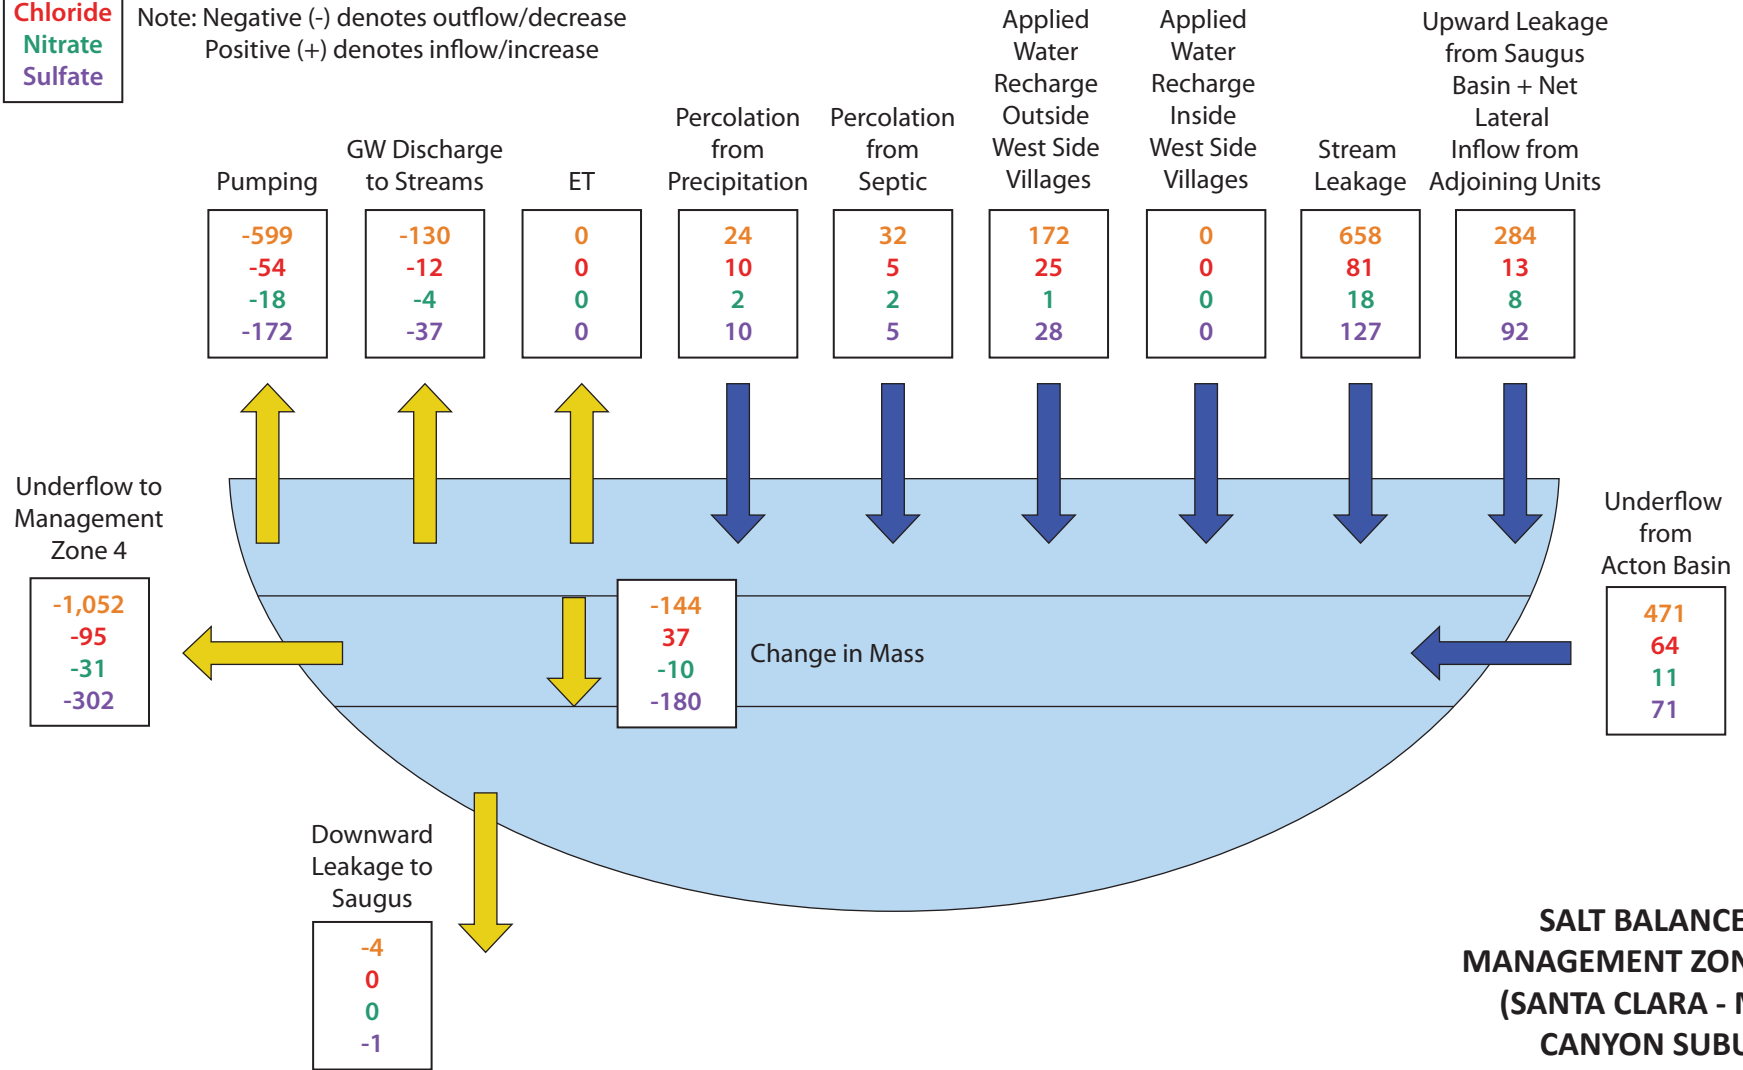 Chloride
Nitrate
Sulfate
Note: Negative (-) denotes outflow/decrease
Positive (+) denotes inflow/increase
Pumping
-599
-54
-18
-172
GW Discharge
to Streams
-130
-12
-4
-37
ET
0
0
0
0
Percolation
from
Precipitation
24
10
2
10
Percolation
from
Septic
32
5
2
5
Applied
Water
Recharge
Outside
West Side
Villages
172
25
1
28
Applied
Water
Recharge
Inside
West Side
Villages
0
0
0
0
Stream
Leakage
658
81
18
127
Upward Leakage
from Saugus
Basin + Net
Lateral
Inflow from
Adjoining Units
284
13
8
92
Underflow to
Management
Zone 4
-1,052
-95
-31
-302
-144
37
-10
-180
Change in Mass
Underflow
from
Acton Basin
471
64
11
71
Downward
Leakage to
Saugus
-4
0
0
-1
SALT BALANCE
MANAGEMENT ZON
(SANTA CLARA - M
CANYON SUBU